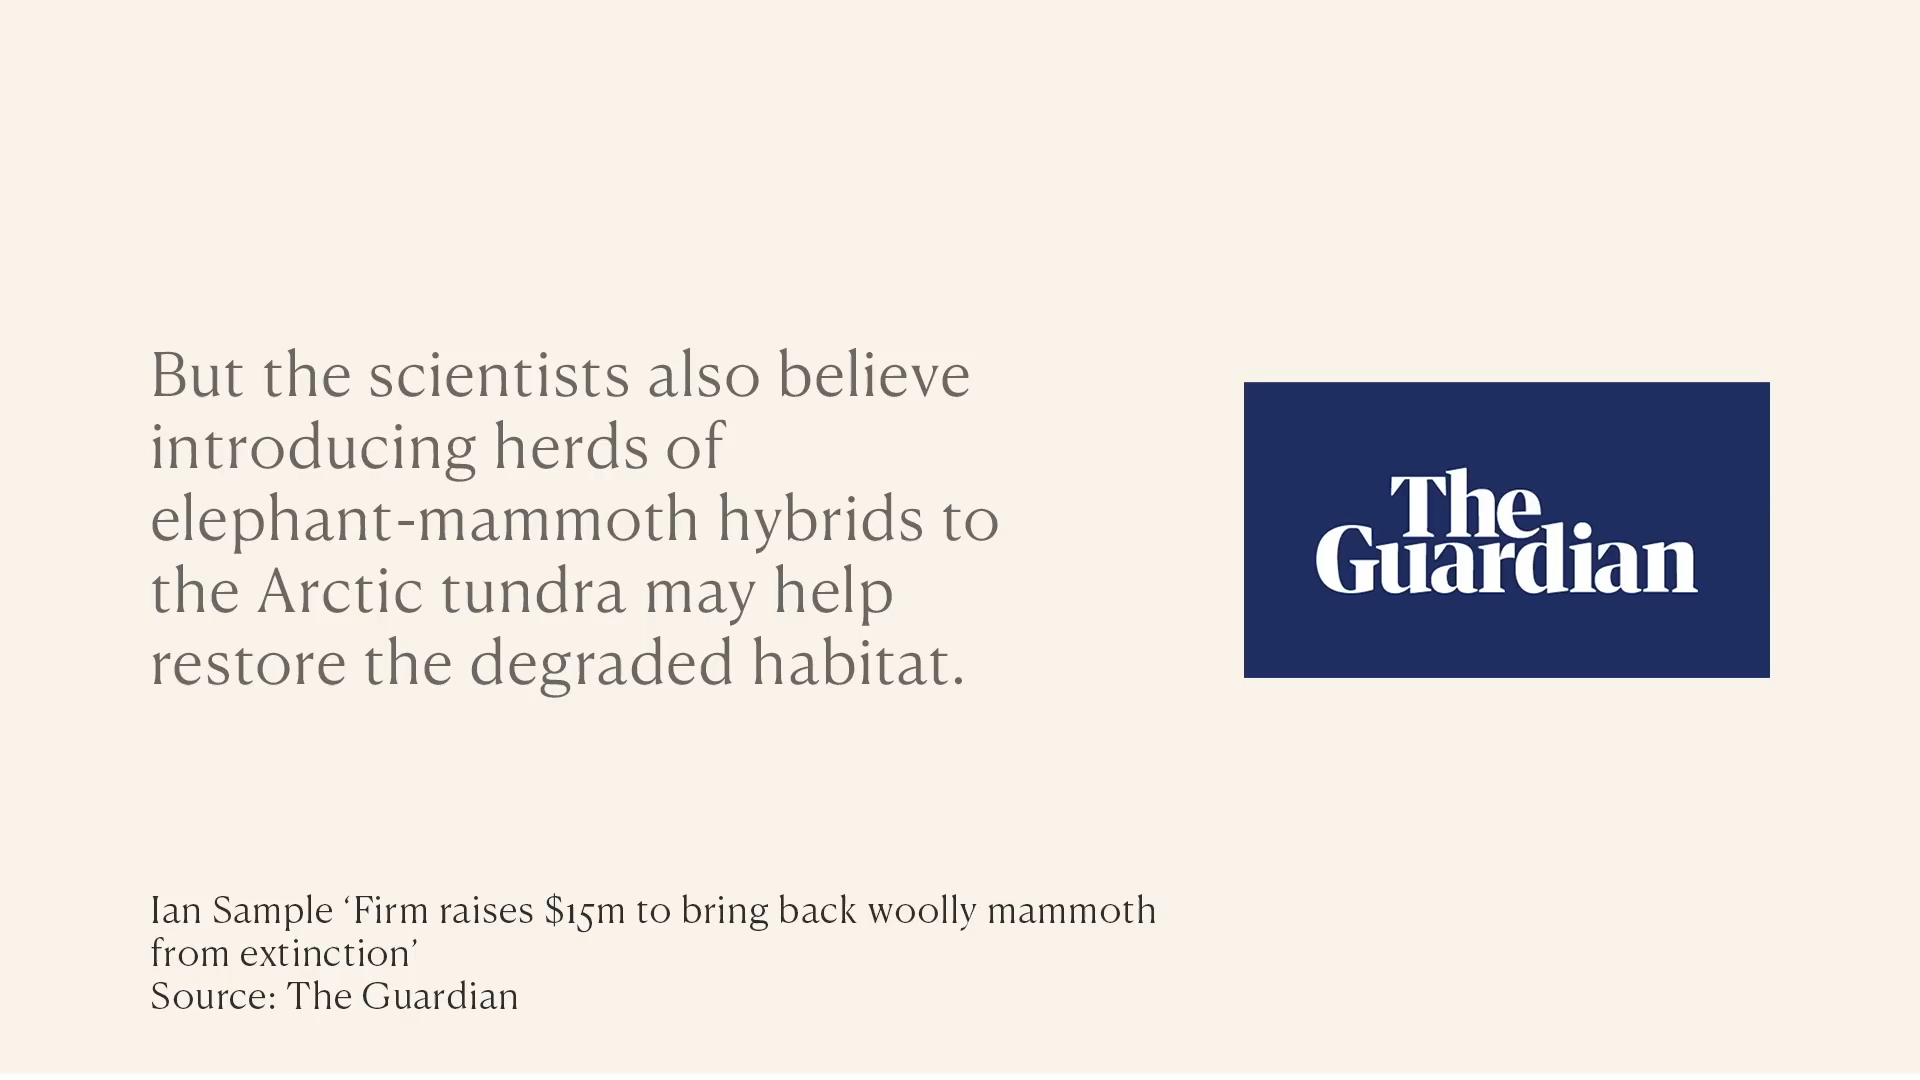 But the scientists also believe
introducing herds of
elephant-mammoth hybrids to
the Arctic tundra may help
restore the degraded habitat.
The
Guardian
Ian Sample ‘Firm raises $15m to bring back woolly mammoth
from extinction’
Source: The Guardian